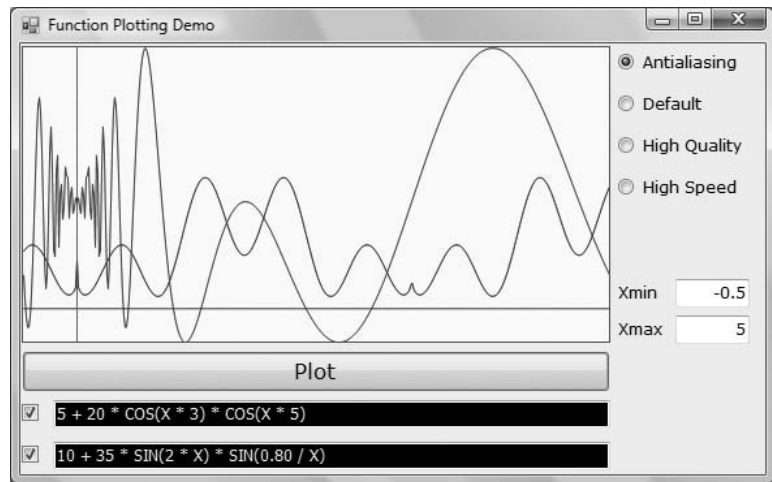 Function Plotting Demo
Antialiasing
Default
High Quality
High Speed
Xmin -0.5
Xmax 5
Plot
5 + 20 * COS(X * 3) * COS(X * 5)
10 + 35 * SIN(2 * X) * SIN(0.80 / X)